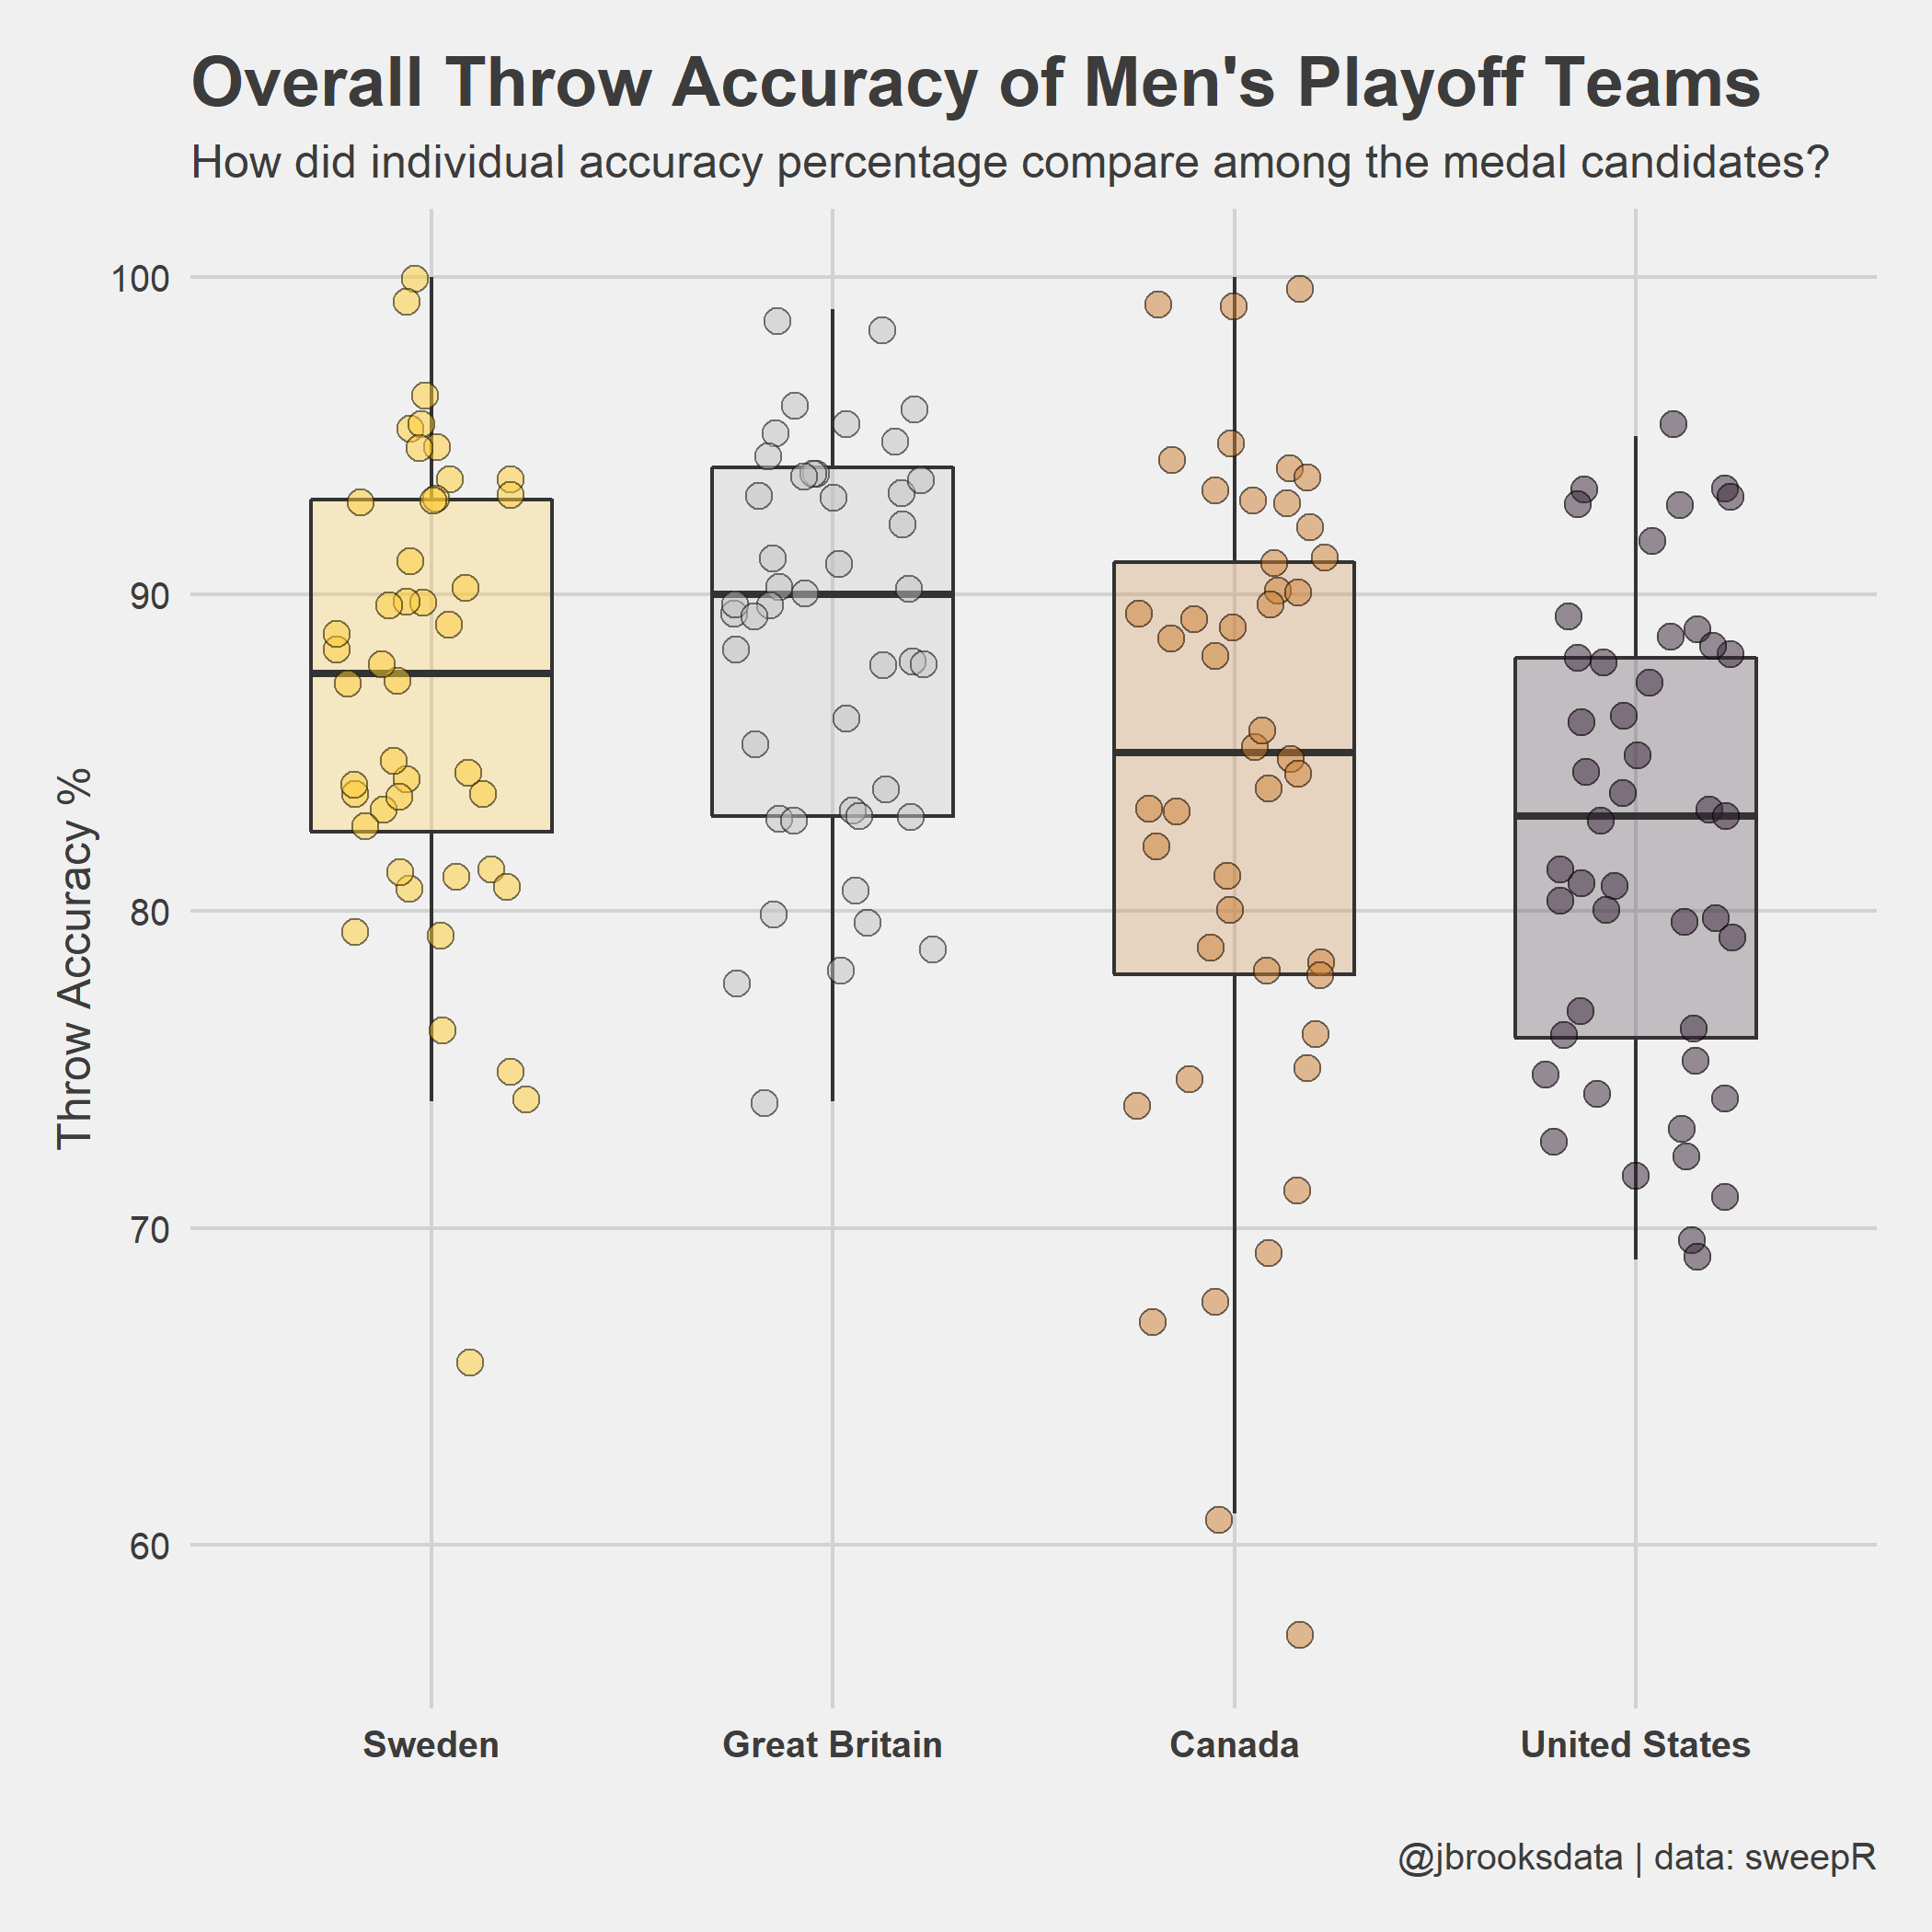 Overall Throw Accuracy of Men's Playoff Teams
How did individual accuracy percentage compare among the medal candidates?
Throw Accuracy %
100
90
80
70
60
Sweden Great Britain Canada United States
@jbrooksdata | data: sweepR